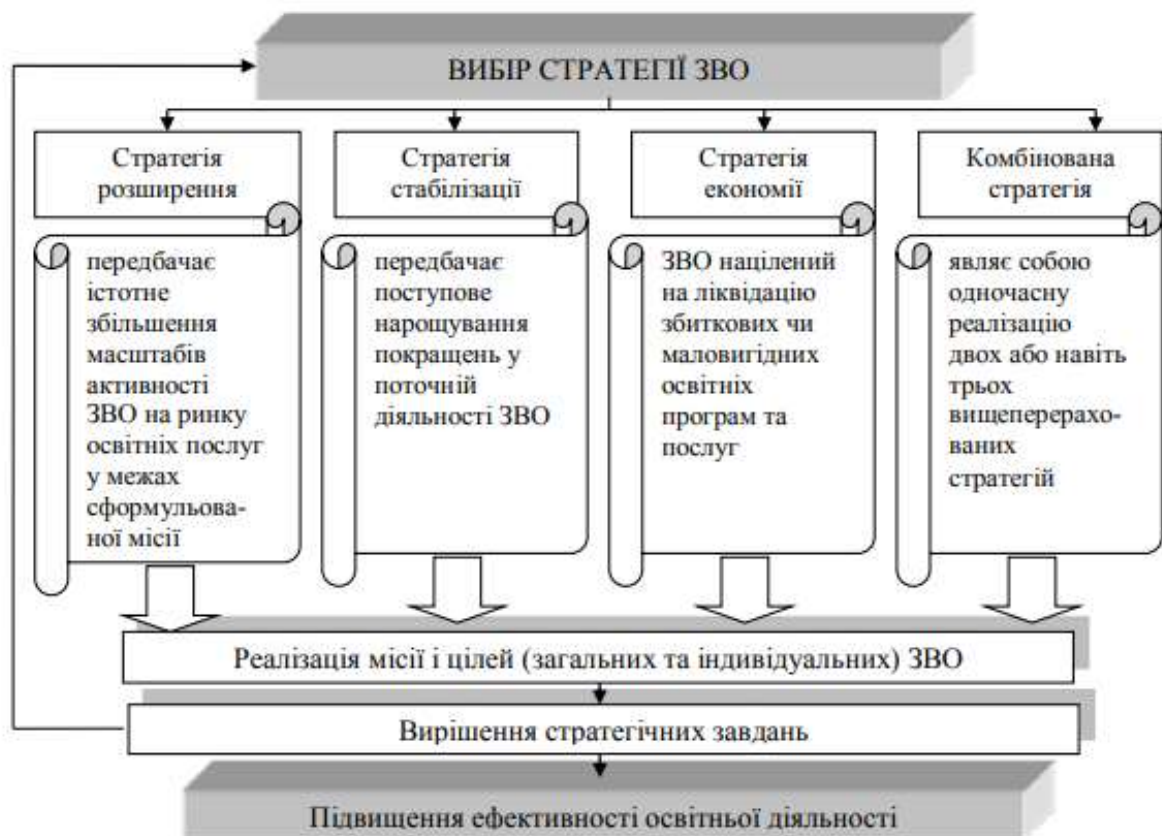 ВИБІР СТРАТЕГІЇ ЗВО
Стратегія
розширення
передбачає
істотне
збільшення
масштабів
активності
ЗВО на ринку
освітніх послуг
у межах
сформульова-
ної місії
Стратегія
стабілізації
передбачає
поступове
нарощування
покращень у
поточній
діяльності ЗВО
Стратегія
економії
ЗВО націлений
на ліквідацію
збиткових чи
маловигідних
освітніх
програм та
послуг
Комбінована
стратегія
являє собою
одночасну
реалізацію
двох або навіть
трьох
вищеперерахо-
ваних
стратегій
Реалізація місії і цілей (загальних та індивідуальних) ЗВО
Вирішення стратегічних завдань
Підвищення ефективності освітньої діяльності